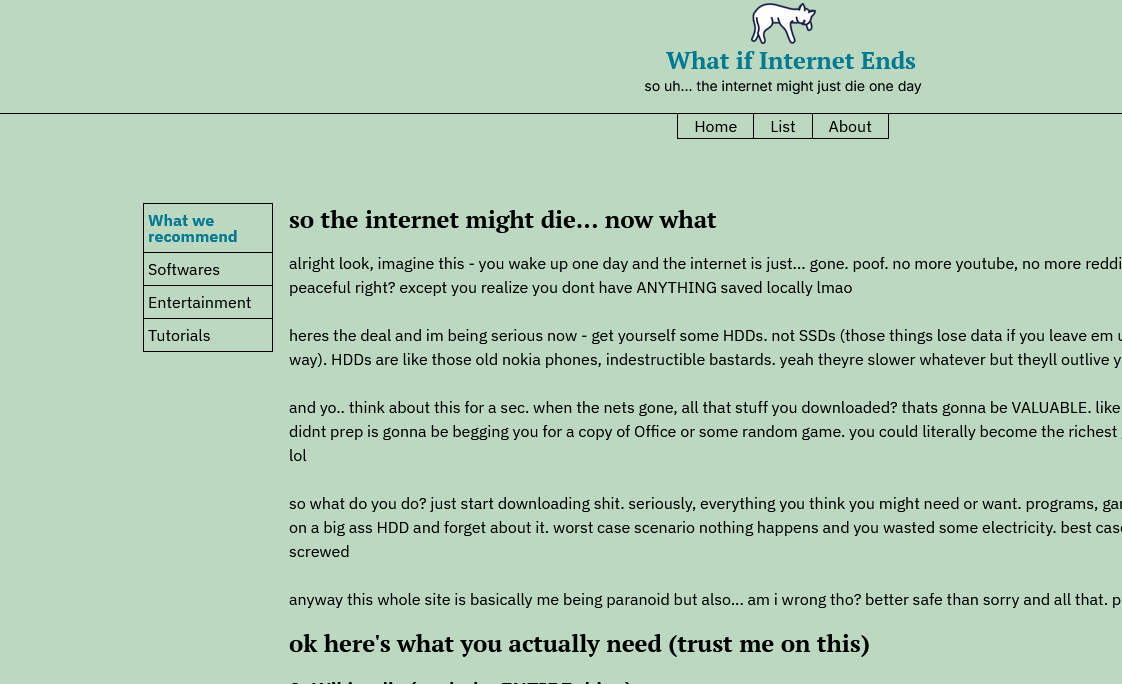 What if Internet Ends
so uh... the internet might just die one day
Home
List
About
What we
recommend
Softwares
Entertainment
Tutorials
so the internet might die... now what
alright look, imagine this - you wake up one day and the internet is just... gone. poof. no more youtube, no more reddi
peaceful right? except you realize you dont have ANYTHING saved locally lmao
heres the deal and im being serious now - get yourself some HDDs. not SSDs (those things lose data if you leave em u
way). HDDs are like those old nokia phones, indestructible bastards. yeah theyre slower whatever but theyll outlive y
and yo.. think about this for a sec. when the nets gone, all that stuff you downloaded? thats gonna be VALUABLE. like
didnt prep is gonna be begging you for a copy of Office or some random game. you could literally become the richest
lol
so what do you do? just start downloading shit. seriously, everything you think you might need or want. programs, gar
on a big ass HDD and forget about it. worst case scenario nothing happens and you wasted some electricity. best case
screwed
anyway this whole site is basically me being paranoid but also... am i wrong tho? better safe than sorry and all that. p
ok here's what you actually need (trust me on this)